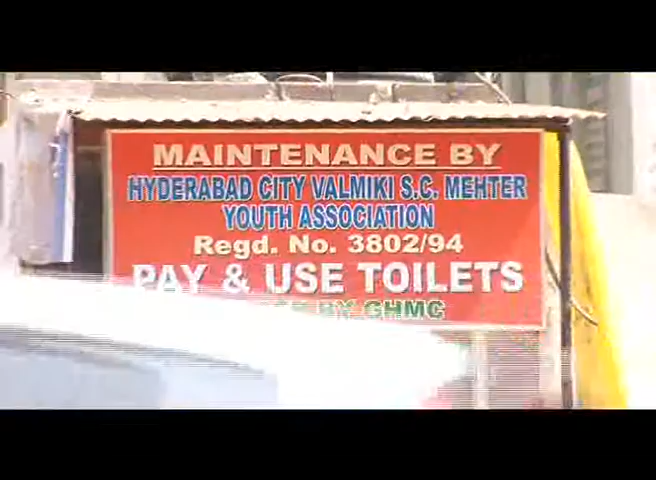 MAINTENANCE BY
HYDERABAD CITY VALMIKI S.C. MEHTER
YOUTH ASSOCIATION
Regd. No. 3802/94
PAY & USE TOILETS
BY GHMC